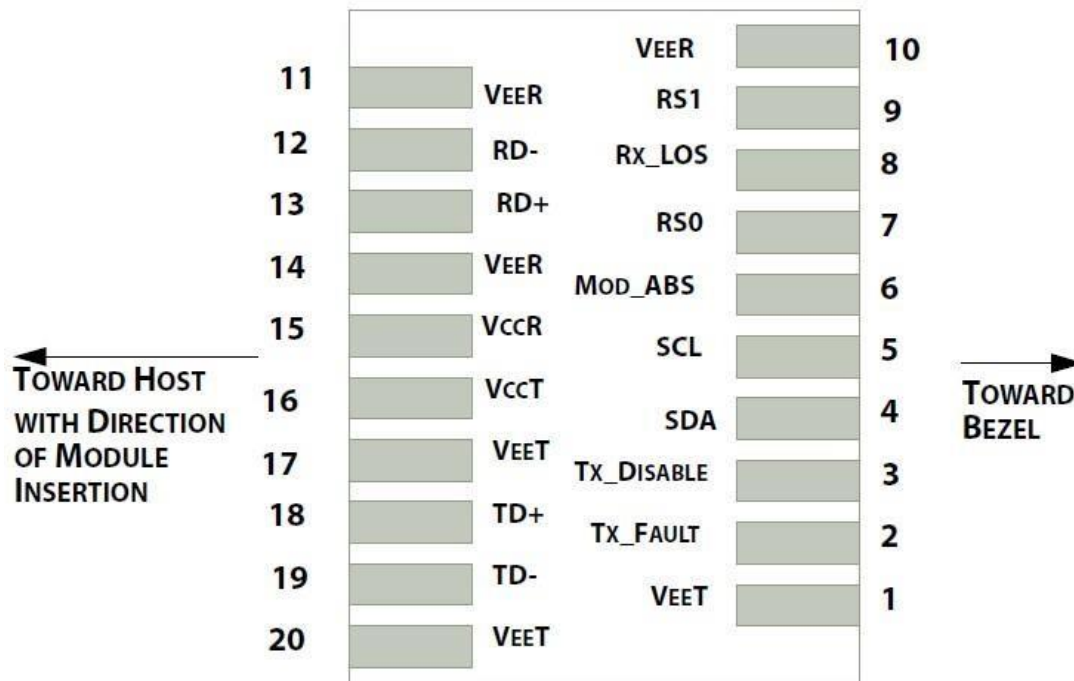 11 VEER
12 RD-
13 RD+
14 VEER
15 VCCR
16 VCCT
17 VEET
18 TD+
19 TD-
20 VEET
VEER 10
RS1 9
RX_LOS 8
RS0 7
MOD_ABS 6
SCL 5
SDA 4
TX_DISABLE 3
TX_FAULT 2
VEET 1
TOWARD HOST
WITH DIRECTION
OF MODULE
INSERTION
TOWARD
BEZEL